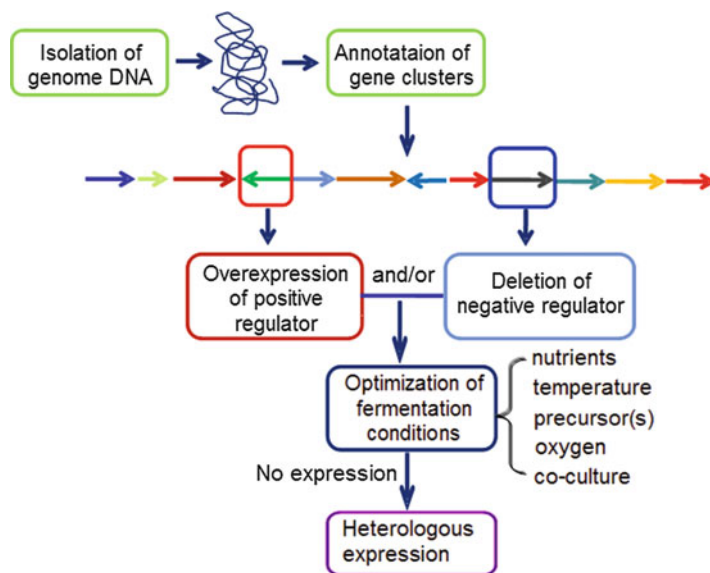 Isolation of
genome DNA
Annotataion of
gene clusters
Overexpression
of positive
regulator
and/or
Deletion of
negative regulator
Optimization of
fermentation
conditions
nutrients
temperature
precursor(s)
oxygen
co-culture
No expression
Heterologous
expression